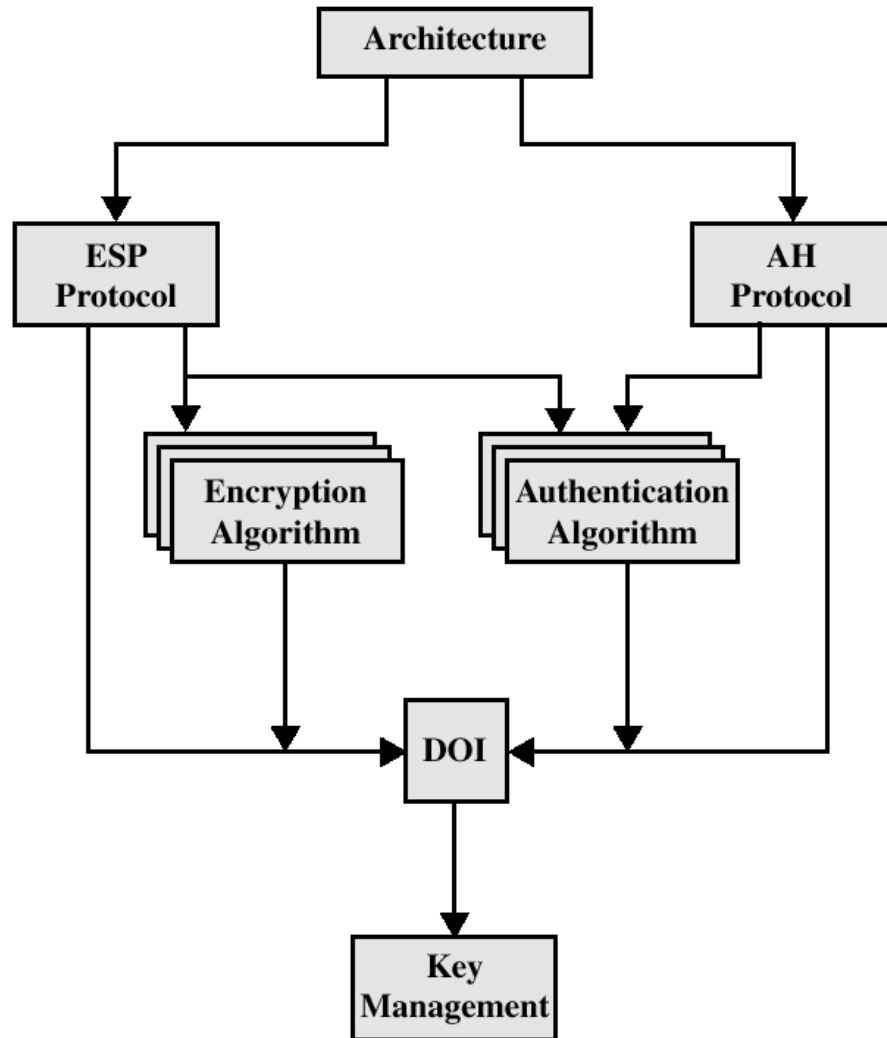 Architecture
ESP
Protocol
AH
Protocol
Encryption
Algorithm
Authentication
Algorithm
DOI
Key
Management